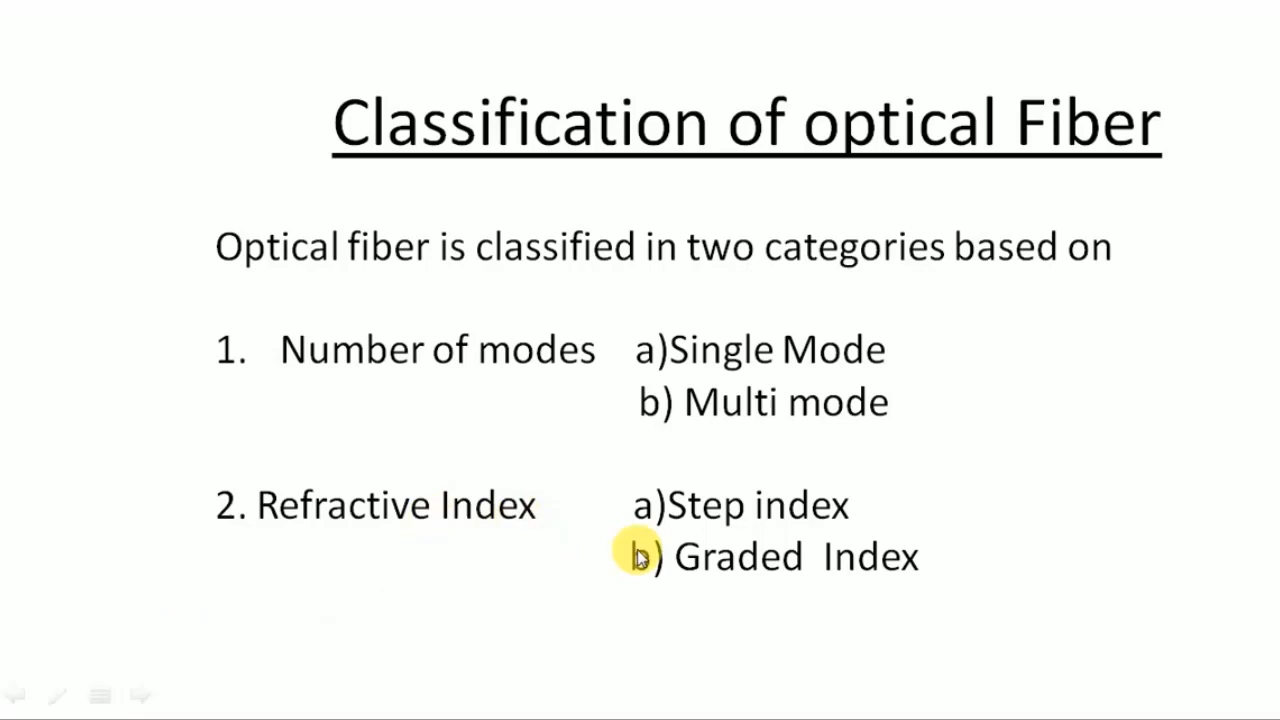 Classification of optical Fiber
Optical fiber is classified in two categories based on
1. Number of modes a)Single Mode
b) Multi mode
2. Refractive Index a)Step index
b) Graded Index